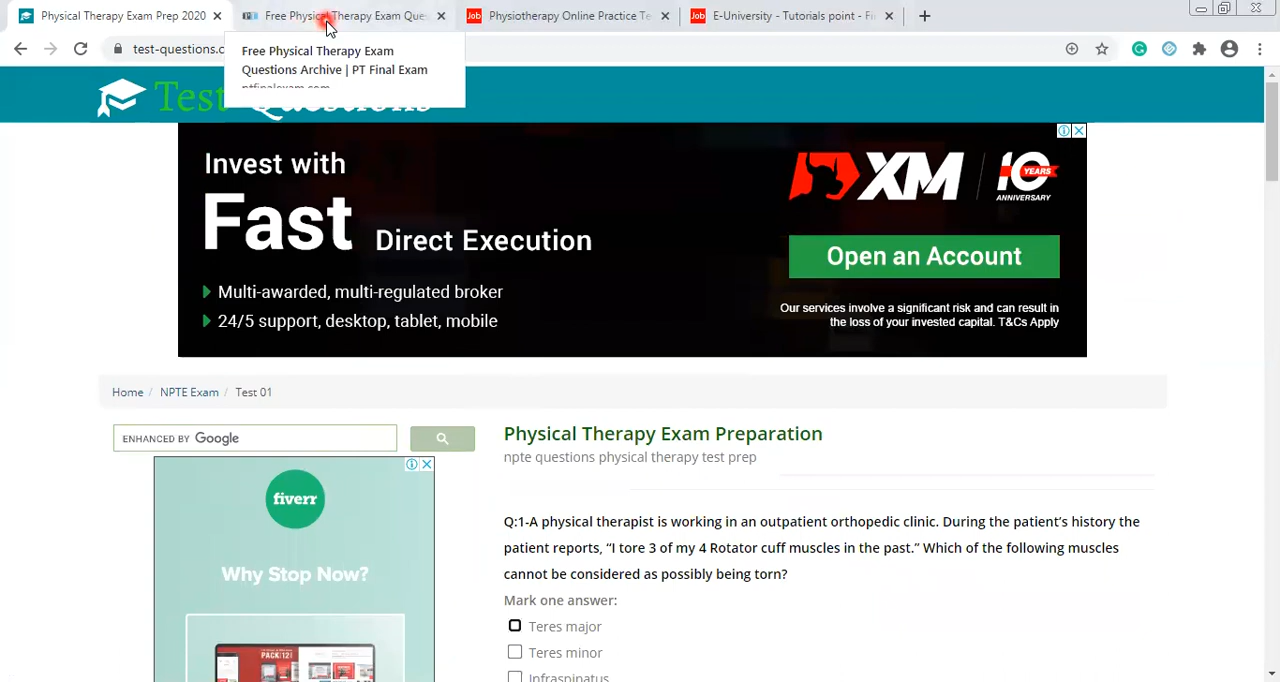 Physical Therapy Exam Prep 2020
Free Physical Therapy Exam Ques
Physiotherapy Online Practice Te
E-University - Tutorials point - Fi
test-questions.c
Free Physical Therapy Exam
Questions Archive | PT Final Exam
ptfinalexam.com
Test Questions
Invest with
Fast Direct Execution
Multi-awarded, multi-regulated broker
24/5 support, desktop, tablet, mobile
XM 10 YEARS ANNIVERSARY
Open an Account
Our services involve a significant risk and can result in
the loss of your invested capital. T&Cs Apply
Home / NPTE Exam / Test 01
ENHANCED BY Google
fiverr
Why Stop Now?
Physical Therapy Exam Preparation
npte questions physical therapy test prep
Q:1-A physical therapist is working in an outpatient orthopedic clinic. During the patient's history the
patient reports, “I tore 3 of my 4 Rotator cuff muscles in the past.” Which of the following muscles
cannot be considered as possibly being torn?
Mark one answer:
Teres major
Teres minor
Infraspinatus